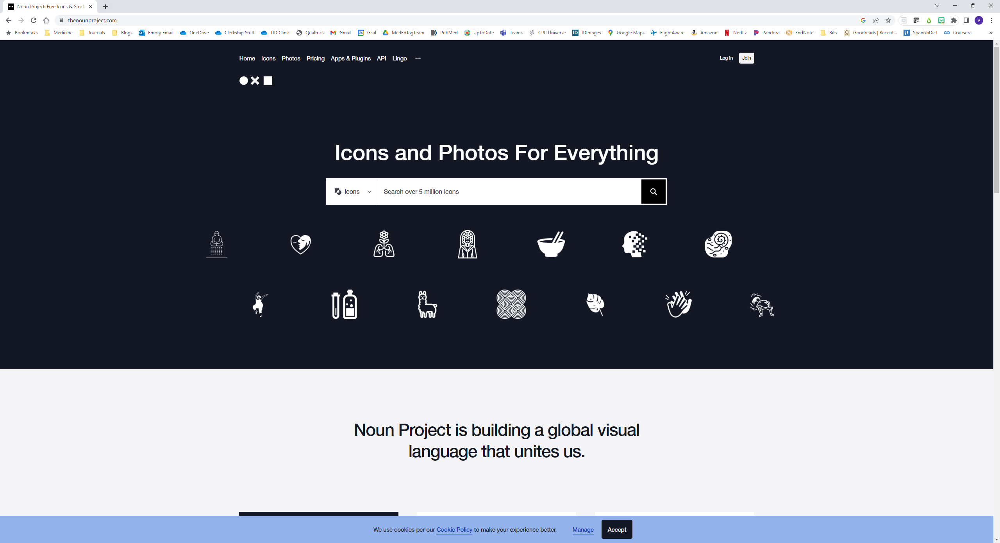 Noun Project: Free Icons & Stock
thenounproject.com
Bookmarks Medicine Journals Blogs Emory Email OneDrive Clerkship Stuff TID Clinic Qualtrics Gmail Gcal MedEdTagTeam PubMed UpToDate Teams CPC Universe IDImages Google Maps FlightAware Amazon Netflix Pandora EndNote Bills Goodreads | Recent... SpanishDict Coursera
Home Icons Photos Pricing Apps & Plugins API Lingo ··· Log In Join
Icons and Photos For Everything
Icons Search over 5 million icons
Noun Project is building a global visual
language that unites us.
We use cookies per our Cookie Policy to make your experience better. Manage Accept